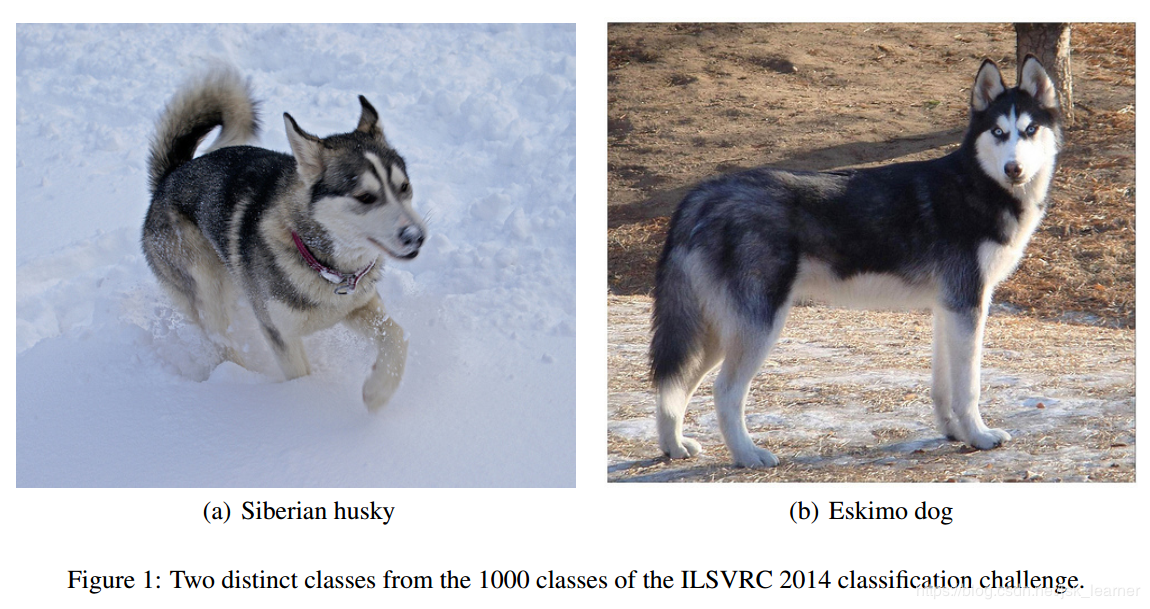 (a) Siberian husky
(b) Eskimo dog
Figure 1: Two distinct classes from the 1000 classes of the ILSVRC 2014 classification challenge.